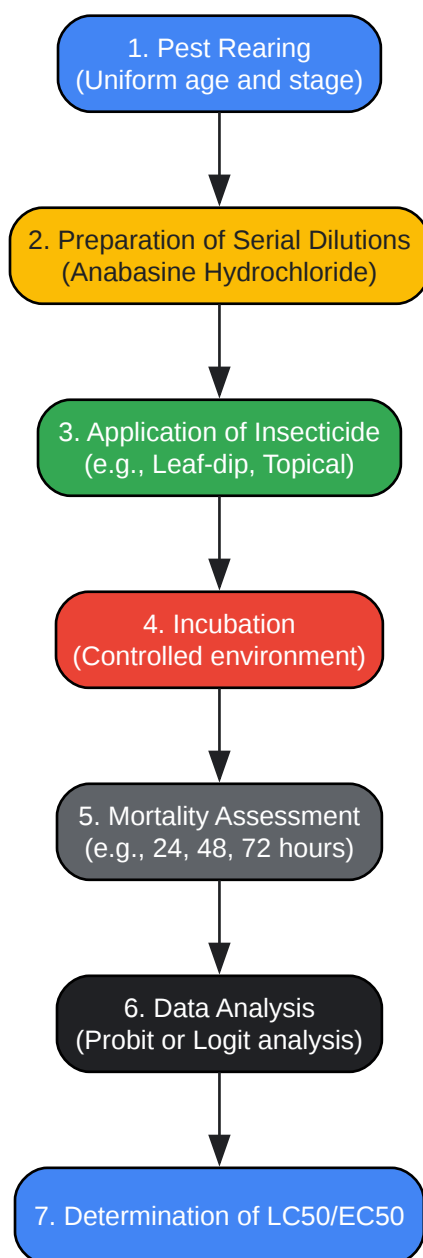 1. Pest Rearing
(Uniform age and stage)
2. Preparation of Serial Dilutions
(Anabasine Hydrochloride)
3. Application of Insecticide
(e.g., Leaf-dip, Topical)
4. Incubation
(Controlled environment)
5. Mortality Assessment
(e.g., 24, 48, 72 hours)
6. Data Analysis
(Probit or Logit analysis)
7. Determination of LC50/EC50